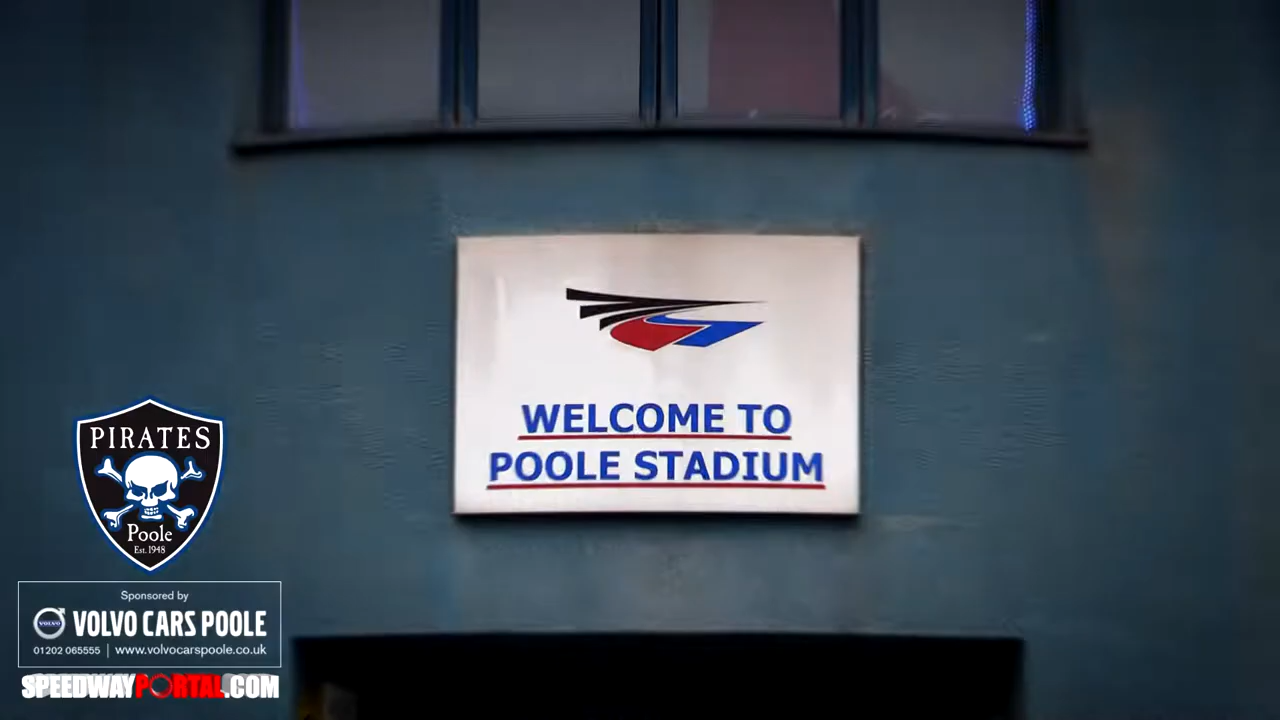 WELCOME TO
POOLE STADIUM
PIRATES
Poole
Est. 1948
Sponsored by
VOLVO
VOLVO CARS POOLE
01202 065555 | www.volvocarspoole.co.uk
SPEEDWAYPORTAL.COM